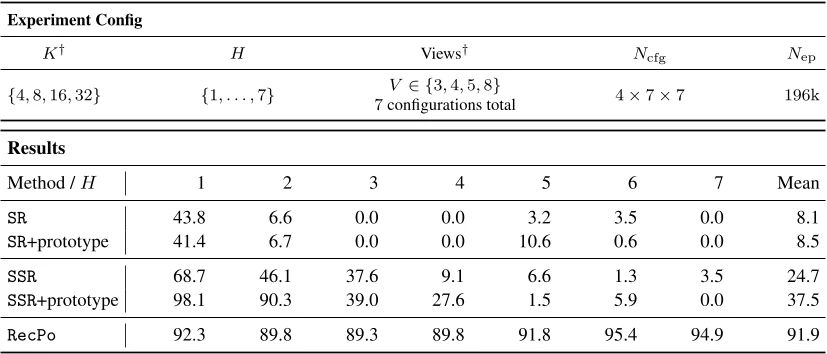 Experiment Config
K† H Views† N_cfg N_ep
{4, 8, 16, 32} {1, . . . , 7} V ∈ {3, 4, 5, 8} 4 × 7 × 7 196k
7 configurations total
Results
Method / H 1 2 3 4 5 6 7 Mean
SR 43.8 6.6 0.0 0.0 3.2 3.5 0.0 8.1
SR+prototype 41.4 6.7 0.0 0.0 10.6 0.6 0.0 8.5
SSR 68.7 46.1 37.6 9.1 6.6 1.3 3.5 24.7
SSR+prototype 98.1 90.3 39.0 27.6 1.5 5.9 0.0 37.5
RecPo 92.3 89.8 89.3 89.8 91.8 95.4 94.9 91.9